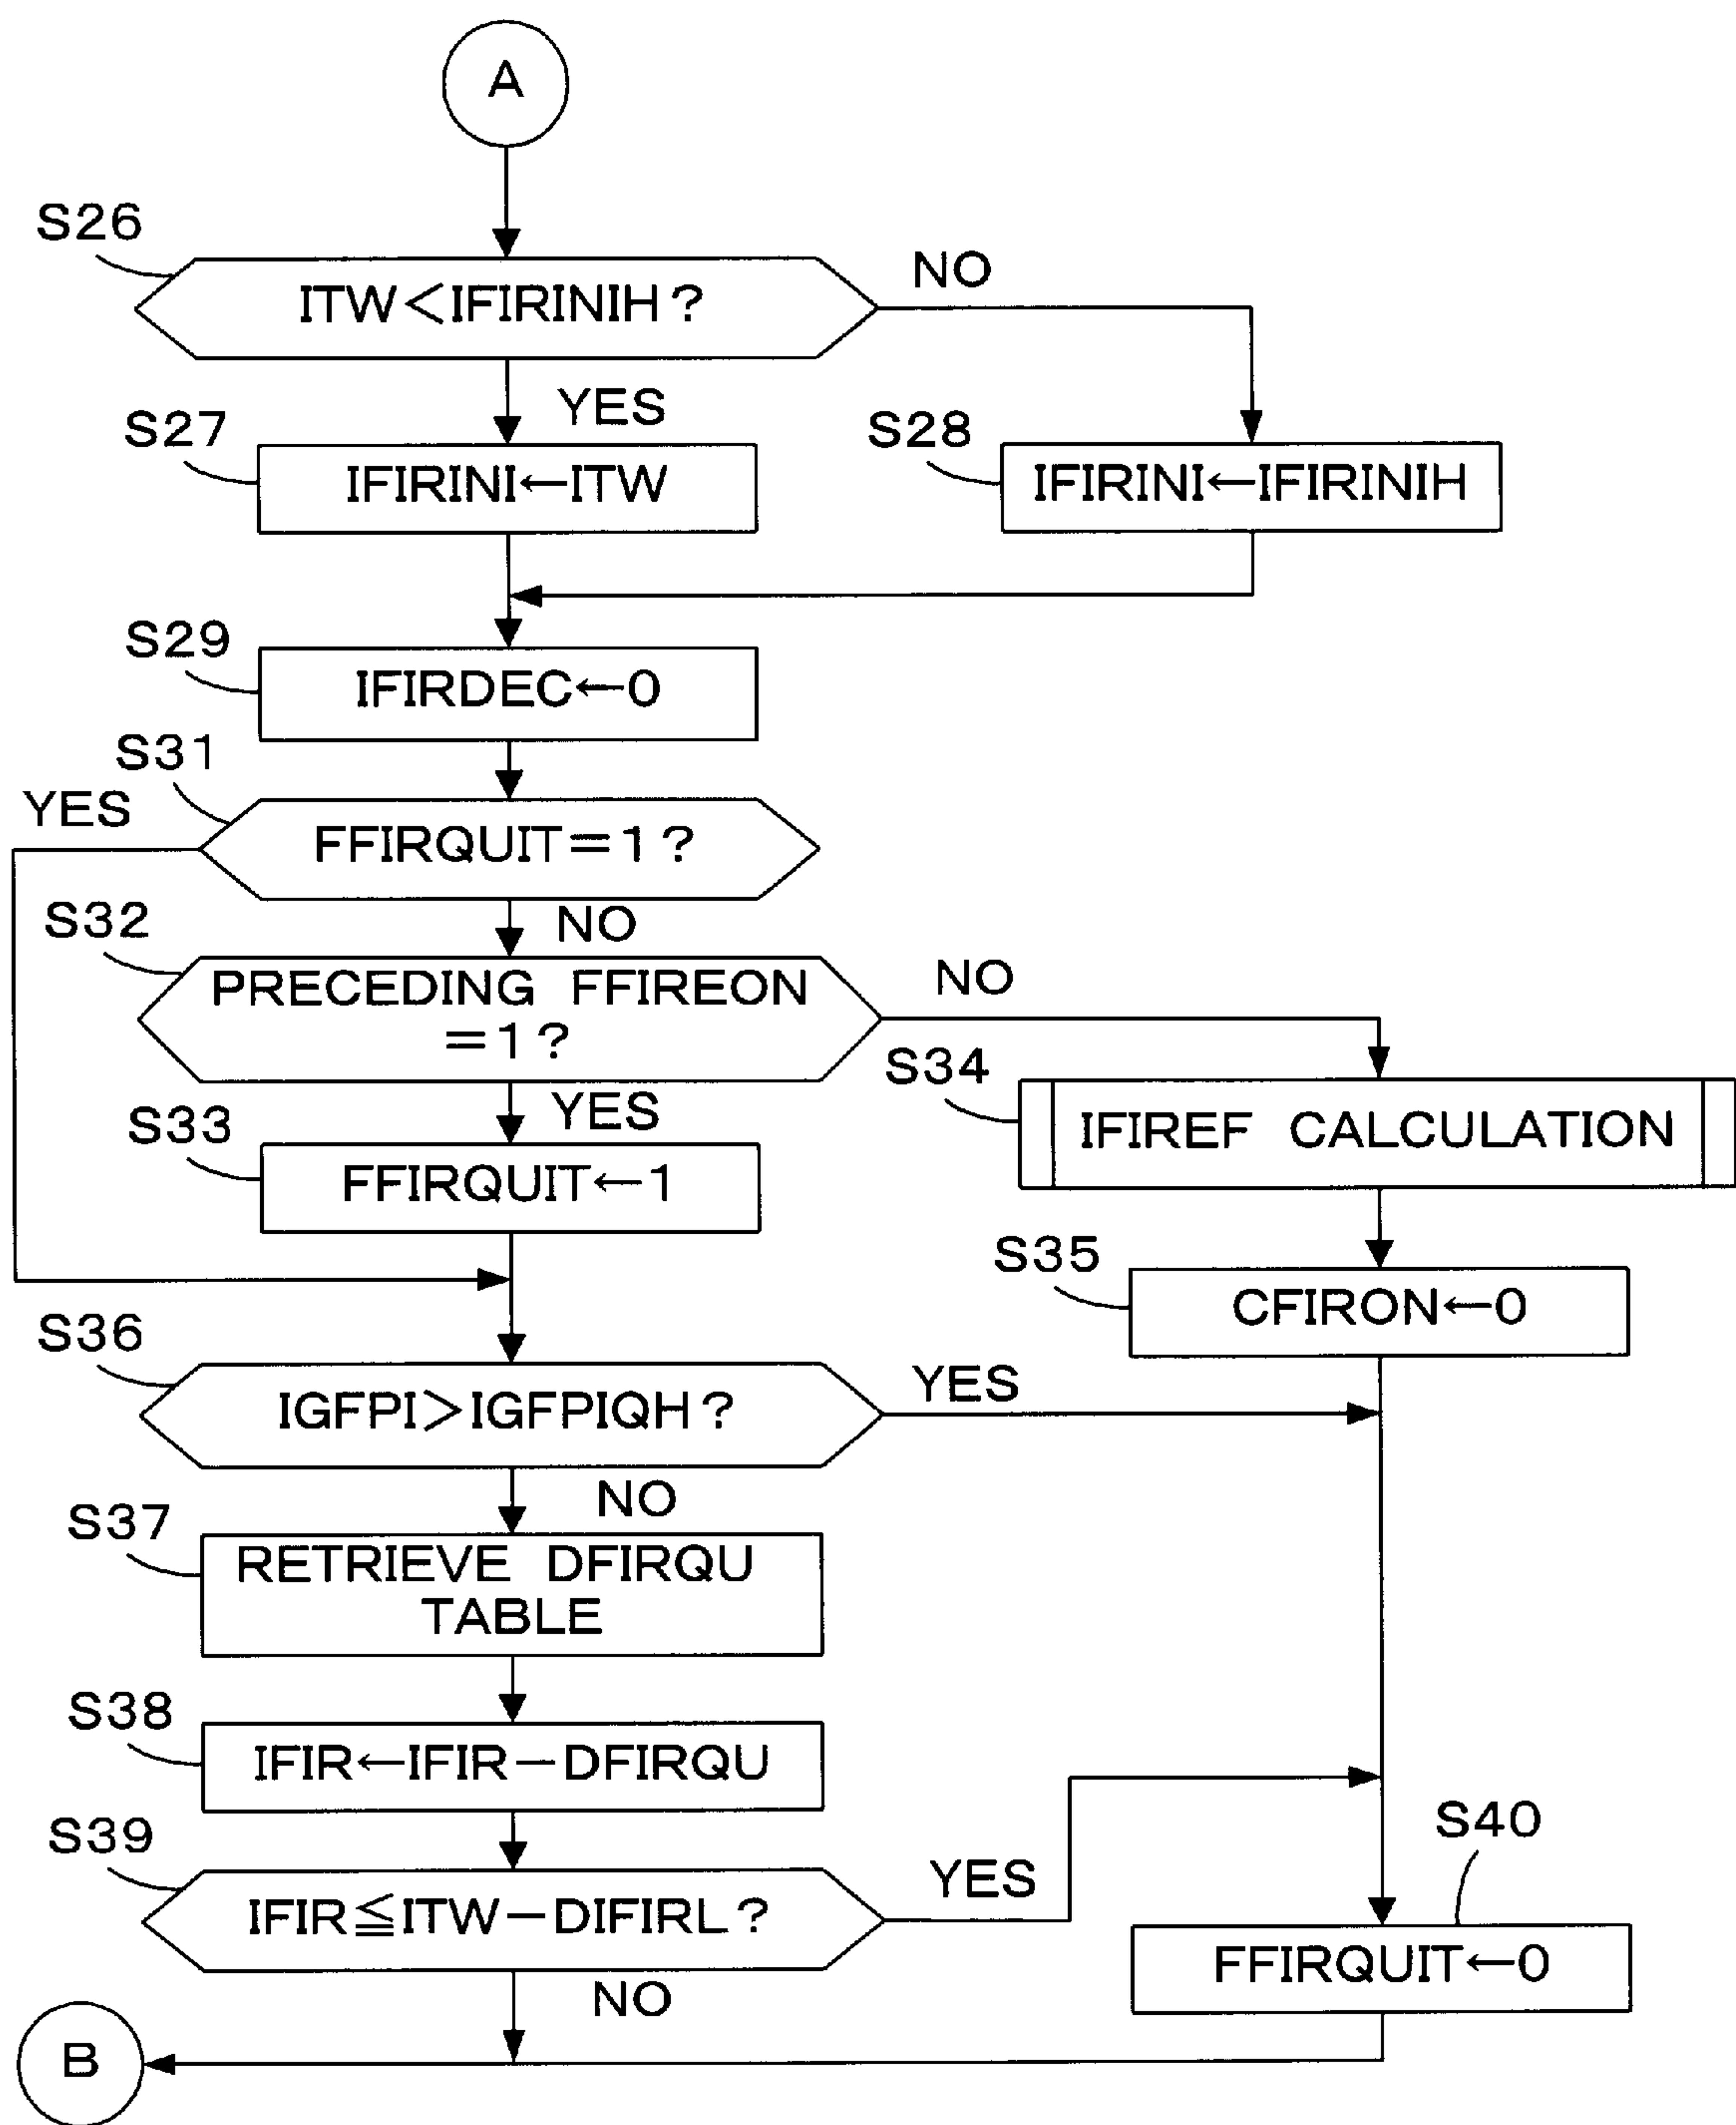 A
S26
ITW<IFIRINIH?
NO
YES
S27
IFIRINI←ITW
S28
IFIRINI←IFIRINIH
S29
IFIRDEC←0
S31
YES
FFIRQUIT=1?
NO
S32
PRECEDING FFIREON
=1?
NO
YES
S33
FFIRQUIT←1
S34
IFIREF CALCULATION
S35
CFIRON←0
S36
IGFPI>IGFPIQH?
YES
NO
S37
RETRIEVE DFIRQU
TABLE
S38
IFIR←IFIR−DFIRQU
S39
IFIR≦ITW−DIFIRL?
YES
NO
S40
FFIRQUIT←0
B